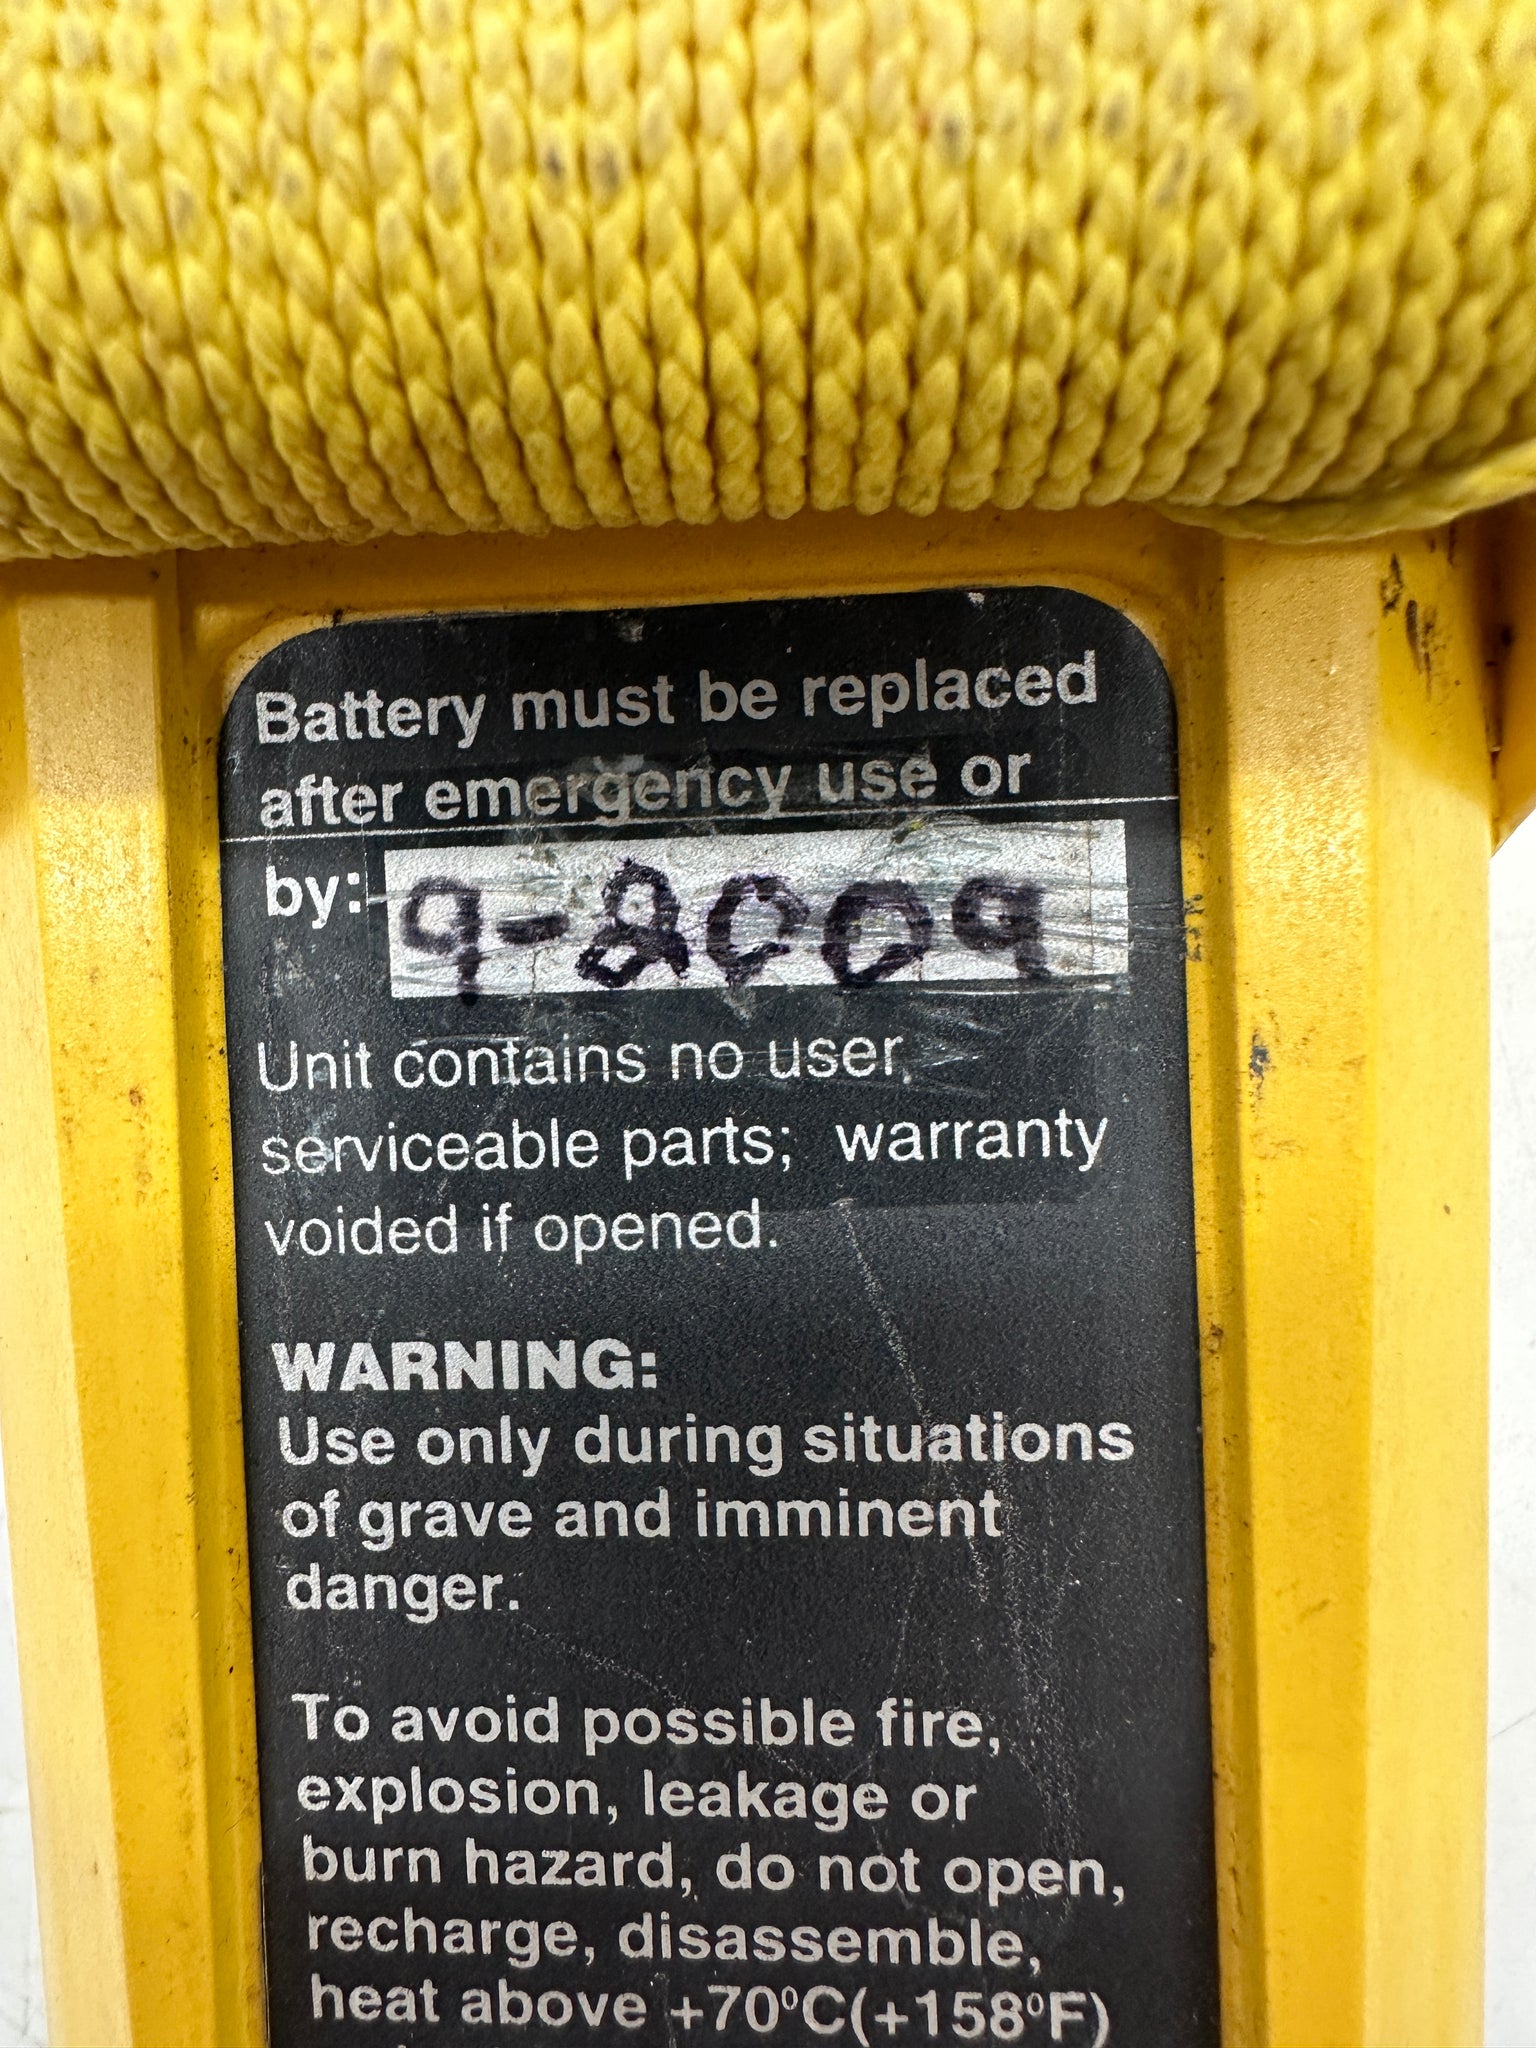 Battery must be replaced
after emergency use or
by: 9-2009
Unit contains no user,
serviceable parts; warranty
voided if opened.
WARNING:
Use only during situations
of grave and imminent
danger.
To avoid possible fire,
explosion, leakage or
burn hazard, do not open,
recharge, disassemble,
heat above +70⁰C(+158⁰F)